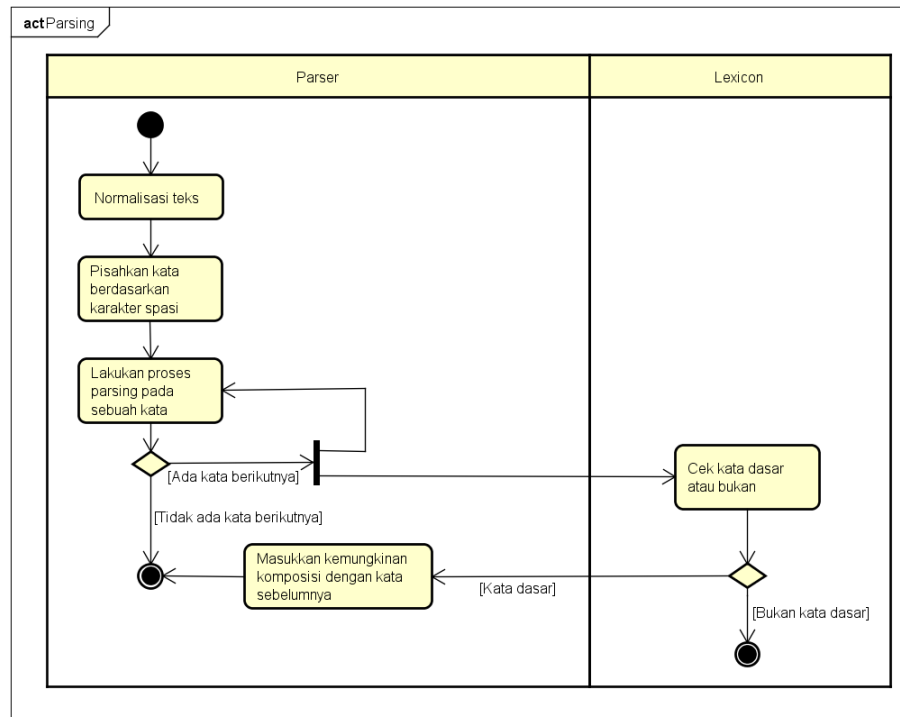 act Parsing
Parser
Lexicon
Normalisasi teks
Pisahkan kata
berdasarkan
karakter spasi
Lakukan proses
parsing pada
sebuah kata
[Ada kata berikutnya]
Cek kata dasar
atau bukan
[Tidak ada kata berikutnya]
Masukkan kemungkinan
komposisi dengan kata
sebelumnya
[Kata dasar]
[Bukan kata dasar]